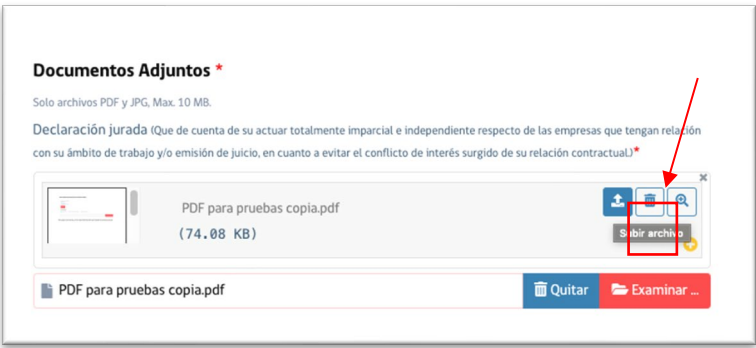 Documentos Adjuntos *
Solo archivos PDF y JPG, Max. 10 MB.
Declaración jurada (Que de cuenta de su actuar totalmente imparcial e independiente respecto de las empresas que tengan relación
con su ámbito de trabajo y/o emisión de juicio, en cuanto a evitar el conflicto de interés surgido de su relación contractual.)*
PDF para pruebas copia.pdf
(74.08 KB)
Subir archivo
PDF para pruebas copia.pdf
Quitar
Examinar ...